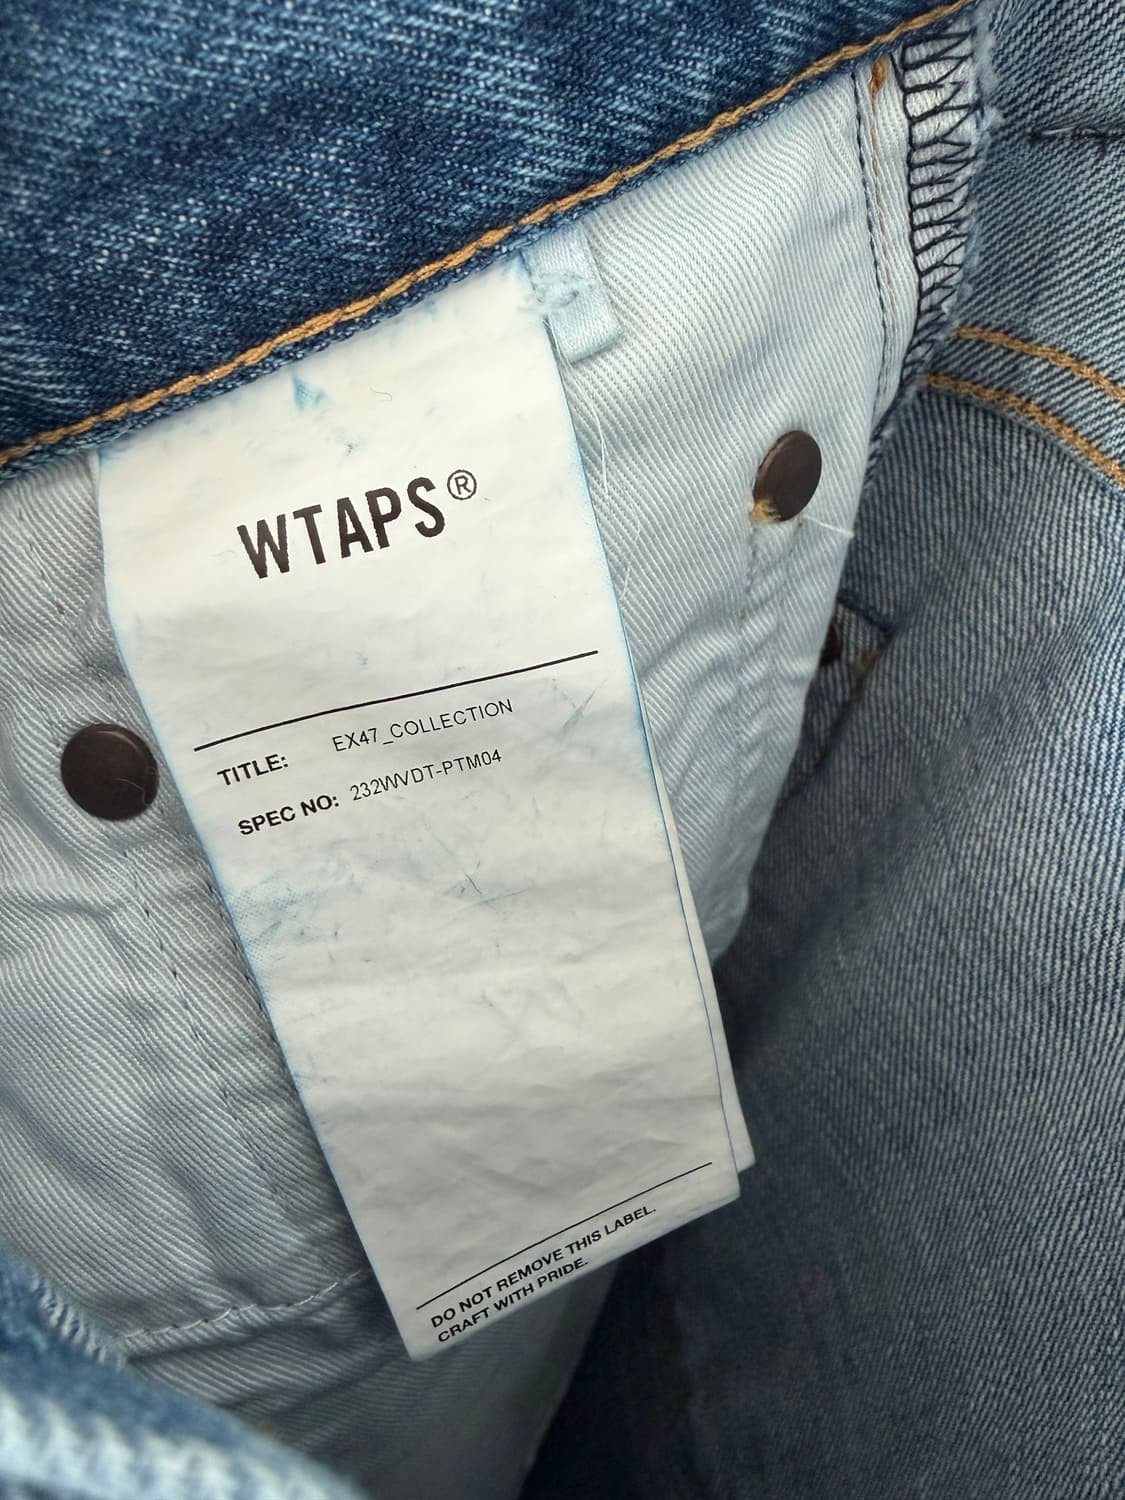 WTAPS®
TITLE: EX47_COLLECTION
SPEC NO: 232WVDT-PTM04
DO NOT REMOVE THIS LABEL.
CRAFT WITH PRIDE.